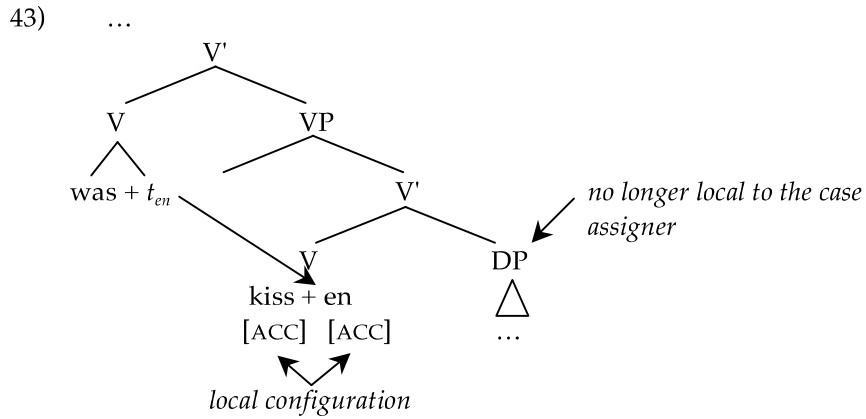 43) …
V'
V VP
was + t_en V' no longer local to the case
assigner
V DP
kiss + en
[ACC] [ACC] …
local configuration